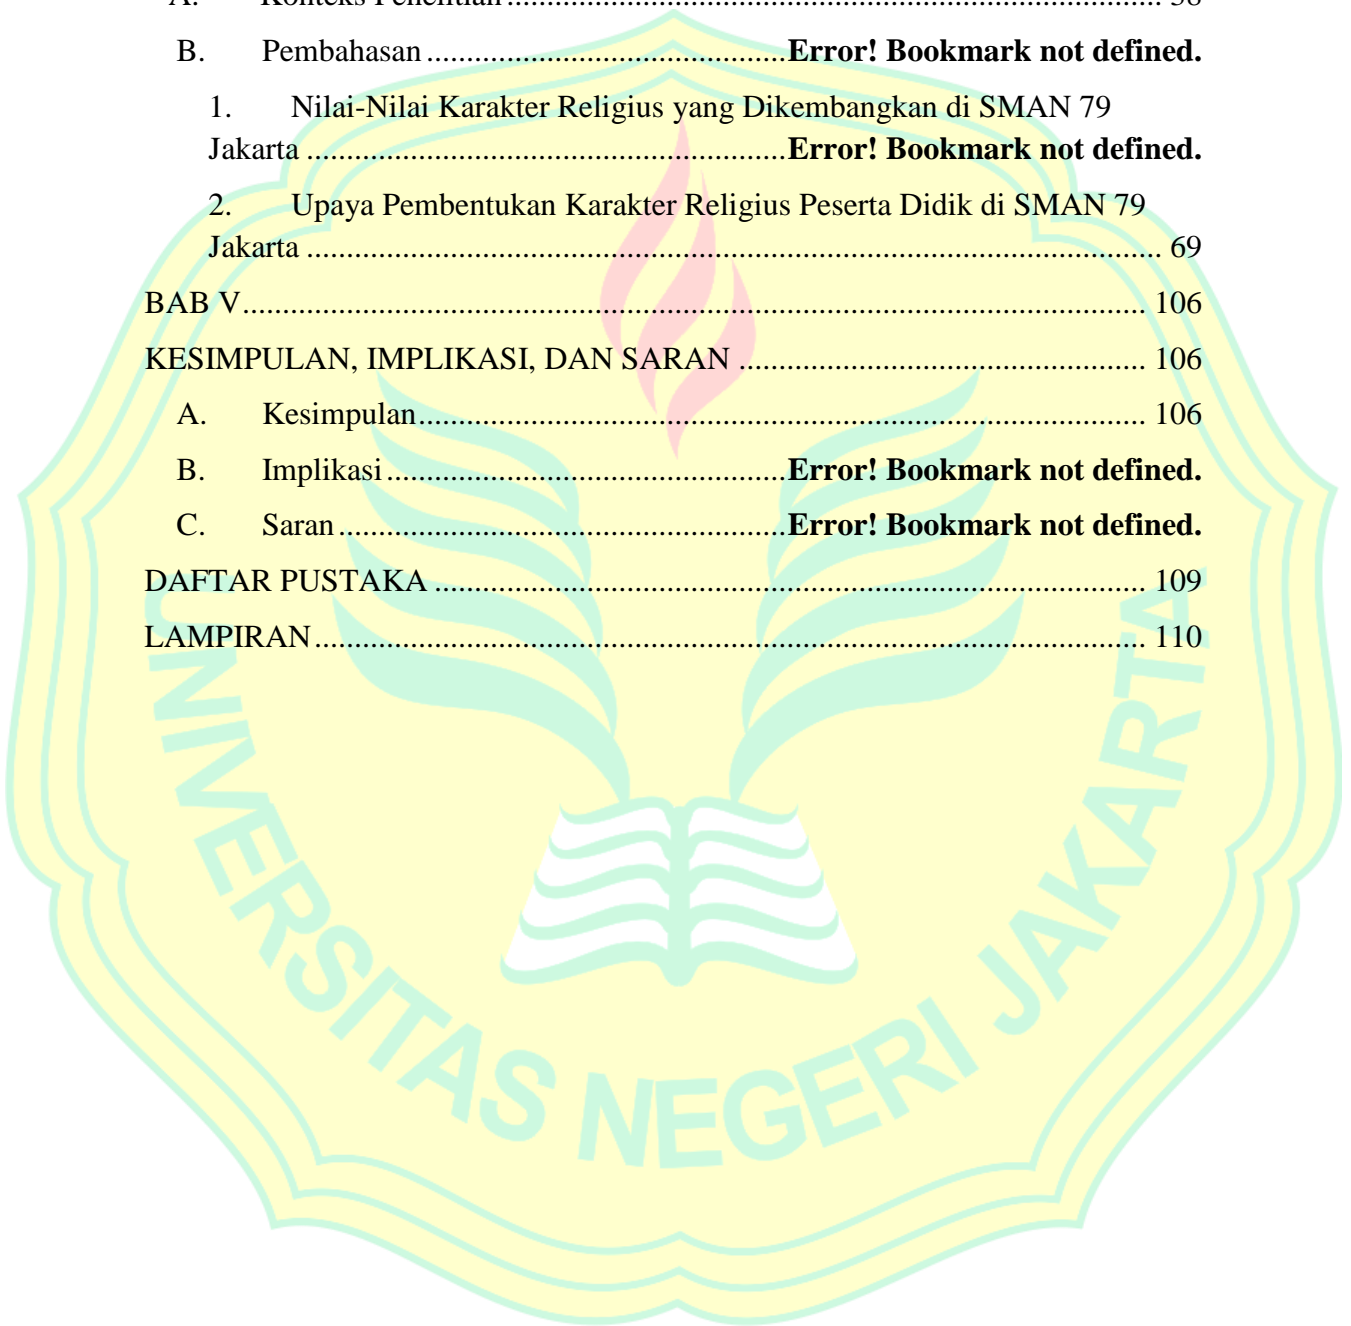 A. Konteks Penelitian ........................................................................................ 58
B. Pembahasan ................................................Error! Bookmark not defined.
1. Nilai-Nilai Karakter Religius yang Dikembangkan di SMAN 79
Jakarta ................................................................Error! Bookmark not defined.
2. Upaya Pembentukan Karakter Religius Peserta Didik di SMAN 79
Jakarta .................................................................................................................. 69
BAB V........................................................................................................................ 106
KESIMPULAN, IMPLIKASI, DAN SARAN ...................................................... 106
A. Kesimpulan................................................................................................. 106
B. Implikasi .....................................................Error! Bookmark not defined.
C. Saran ............................................................Error! Bookmark not defined.
DAFTAR PUSTAKA ............................................................................................... 109
LAMPIRAN ............................................................................................................... 110
UNIVERSITAS NEGERI JAKARTA